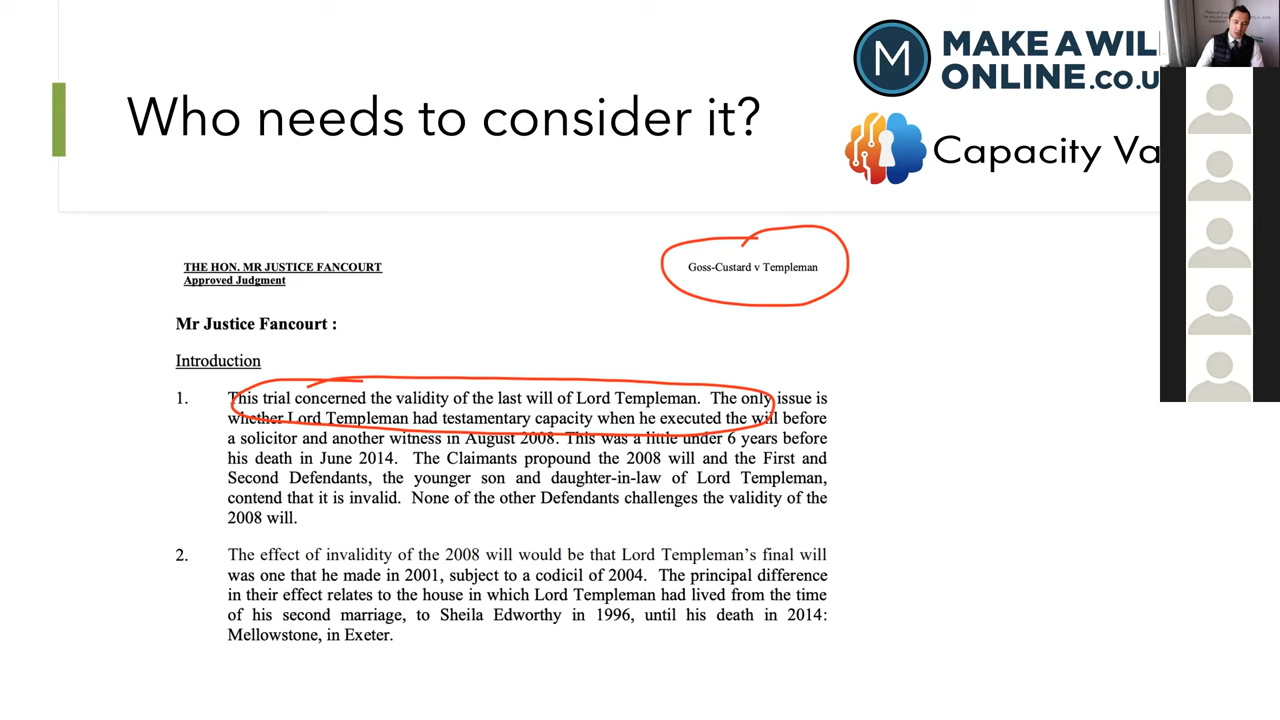 Who needs to consider it?
M
MAKE A WIL
ONLINE.co.u
Capacity Va
THE HON. MR JUSTICE FANCOURT
Approved Judgment
Goss-Custard v Templeman
Mr Justice Fancourt :
Introduction
1. This trial concerned the validity of the last will of Lord Templeman. The only issue is
whether Lord Templeman had testamentary capacity when he executed the will before
a solicitor and another witness in August 2008. This was a little under 6 years before
his death in June 2014. The Claimants propound the 2008 will and the First and
Second Defendants, the younger son and daughter-in-law of Lord Templeman,
contend that it is invalid. None of the other Defendants challenges the validity of the
2008 will.
2. The effect of invalidity of the 2008 will would be that Lord Templeman's final will
was one that he made in 2001, subject to a codicil of 2004. The principal difference
in their effect relates to the house in which Lord Templeman had lived from the time
of his second marriage, to Sheila Edworthy in 1996, until his death in 2014:
Mellowstone, in Exeter.